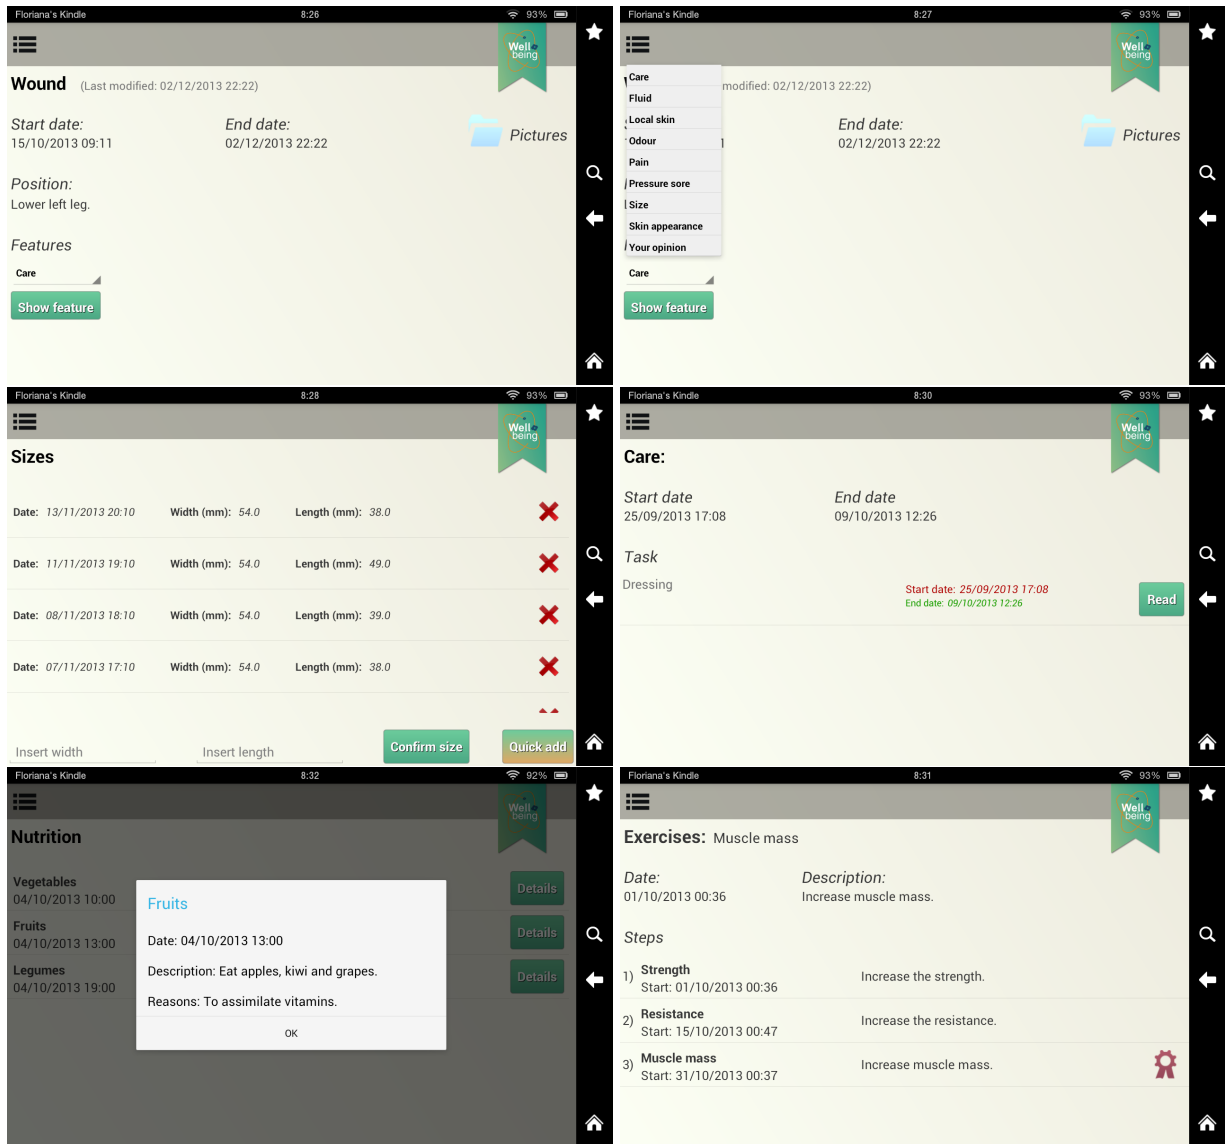 Floriana's Kindle 8:26 93%
Well being
Wound (Last modified: 02/12/2013 22:22)
Start date: End date:
15/10/2013 09:11 02/12/2013 22:22
Pictures
Position:
Lower left leg.
Features
Care
Show feature
Floriana's Kindle 8:27 93%
Well being
modified: 02/12/2013 22:22)
Care
Fluid
Local skin
Odour
Pain
Pressure sore
Size
Skin appearance
Your opinion
End date:
02/12/2013 22:22
Pictures
Care
Show feature
Floriana's Kindle 8:28 93%
Well being
Sizes
Date: 13/11/2013 20:10 Width (mm): 54.0 Length (mm): 38.0
Date: 11/11/2013 19:10 Width (mm): 54.0 Length (mm): 49.0
Date: 08/11/2013 18:10 Width (mm): 54.0 Length (mm): 39.0
Date: 07/11/2013 17:10 Width (mm): 54.0 Length (mm): 38.0
Insert width Insert length Confirm size Quick add
Floriana's Kindle 8:30 93%
Well being
Care:
Start date End date
25/09/2013 17:08 09/10/2013 12:26
Task
Dressing
Start date: 25/09/2013 17:08
End date: 09/10/2013 12:26
Read
Floriana's Kindle 8:32 92%
Well being
Nutrition
Vegetables
04/10/2013 10:00
Details
Fruits
04/10/2013 13:00
Details
Legumes
04/10/2013 19:00
Details
Fruits
Date: 04/10/2013 13:00
Description: Eat apples, kiwi and grapes.
Reasons: To assimilate vitamins.
OK
Floriana's Kindle 8:31 93%
Well being
Exercises: Muscle mass
Date: Description:
01/10/2013 00:36 Increase muscle mass.
Steps
1) Strength
Start: 01/10/2013 00:36
Increase the strength.
2) Resistance
Start: 15/10/2013 00:47
Increase the resistance.
3) Muscle mass
Start: 31/10/2013 00:37
Increase muscle mass.